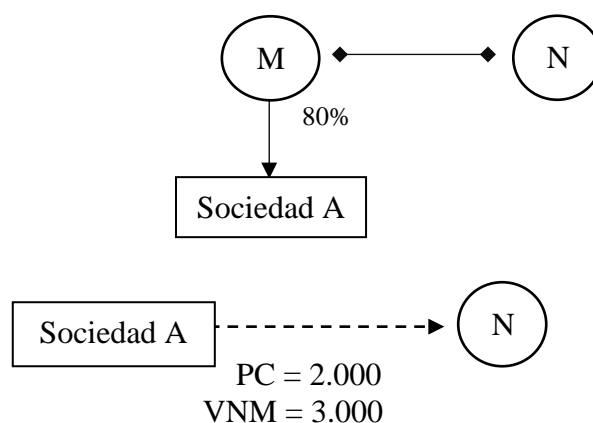 M
N
80%
Sociedad A
Sociedad A
N
PC = 2.000
VNM = 3.000